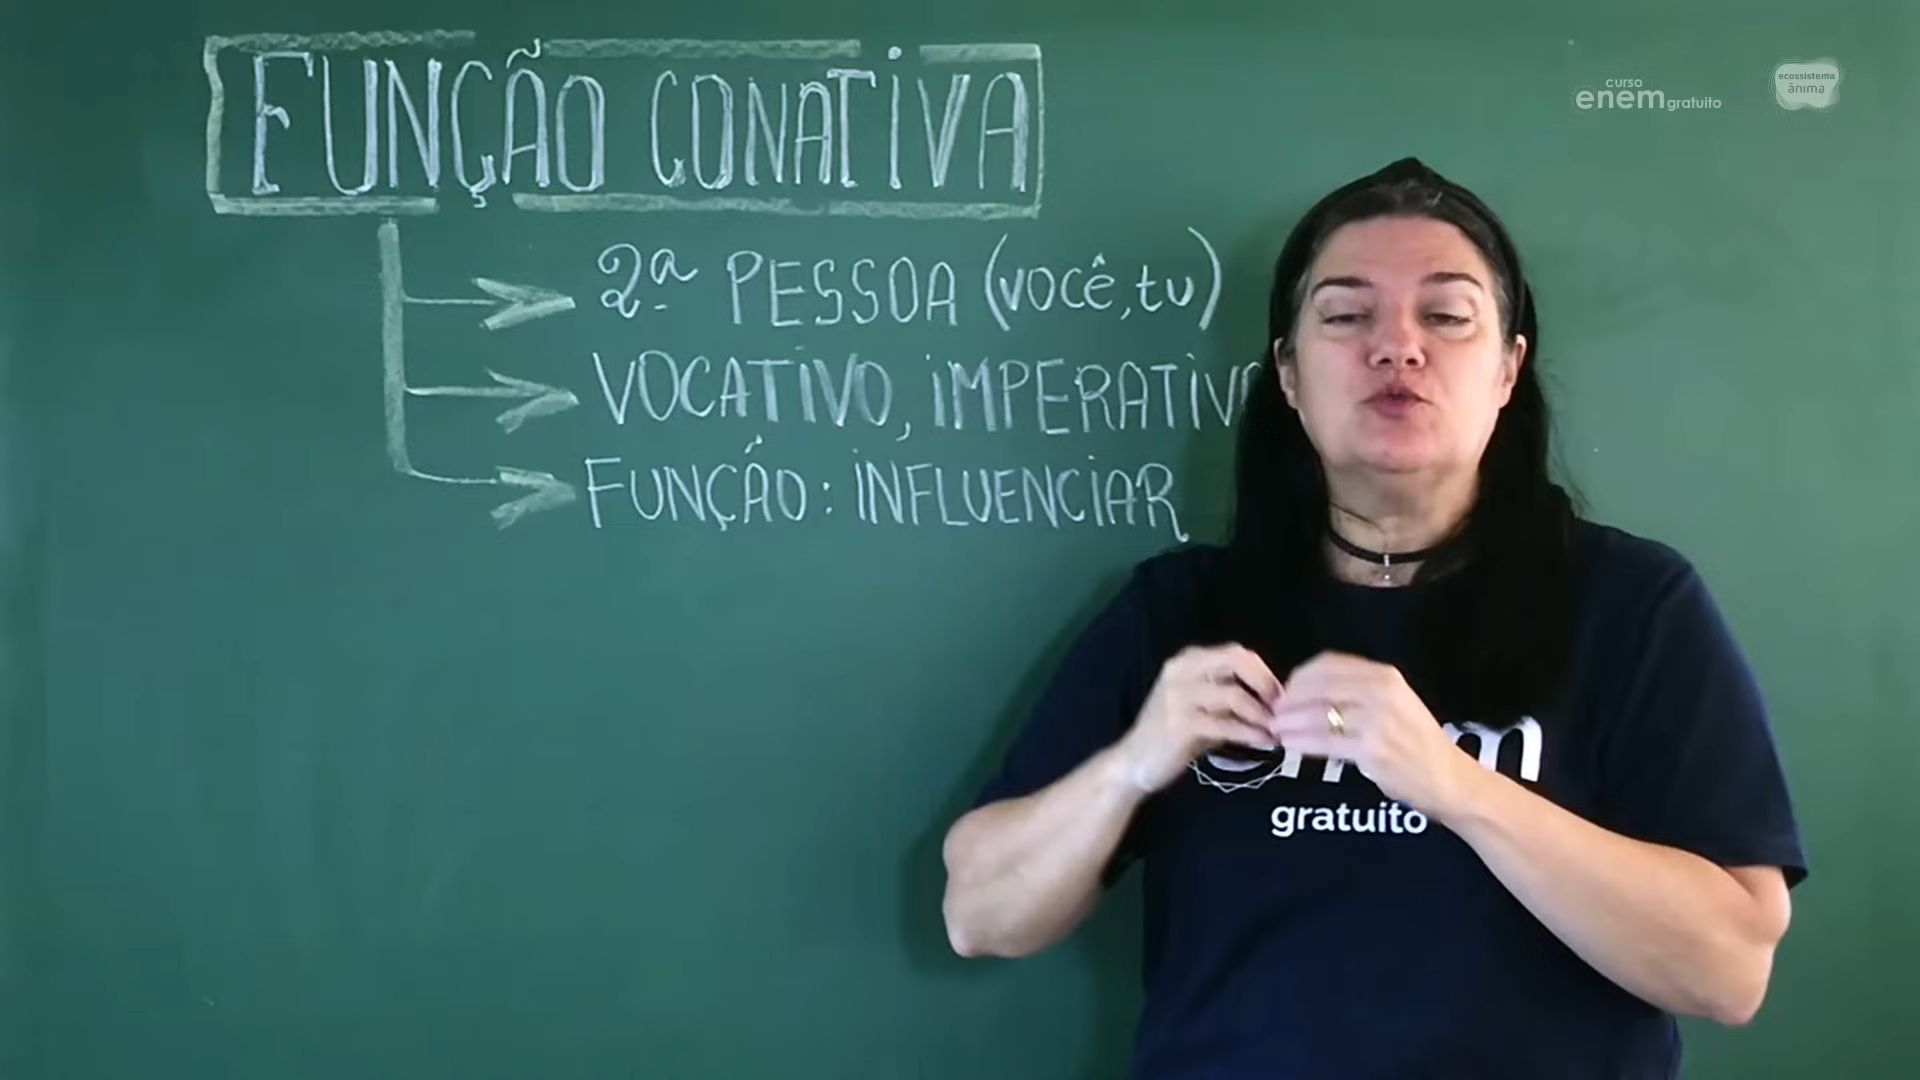 FUNÇÃO CONATIVA
2ª PESSOA (você, tu)
VOCATIVO, IMPERATIVO
FUNÇÃO: INFLUENCIAR
curso
enem gratuito
ecossistema
ânima
gratuito